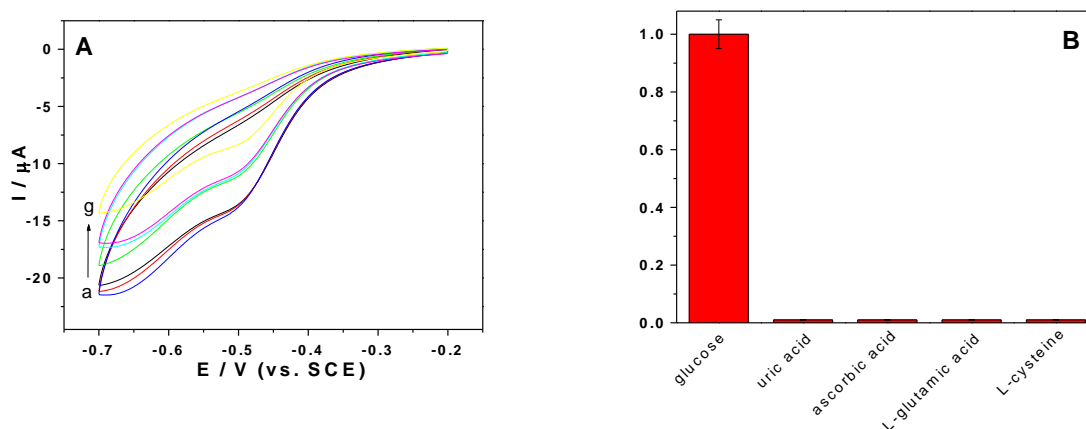 A
0
-5
-10
-15
-20
I / µA
g
a
-0.7 -0.6 -0.5 -0.4 -0.3 -0.2
E / V (vs. SCE)
B
1.0
0.8
0.6
0.4
0.2
0.0
glucose
uric acid
ascorbic acid
L-glutamic acid
L-cysteine